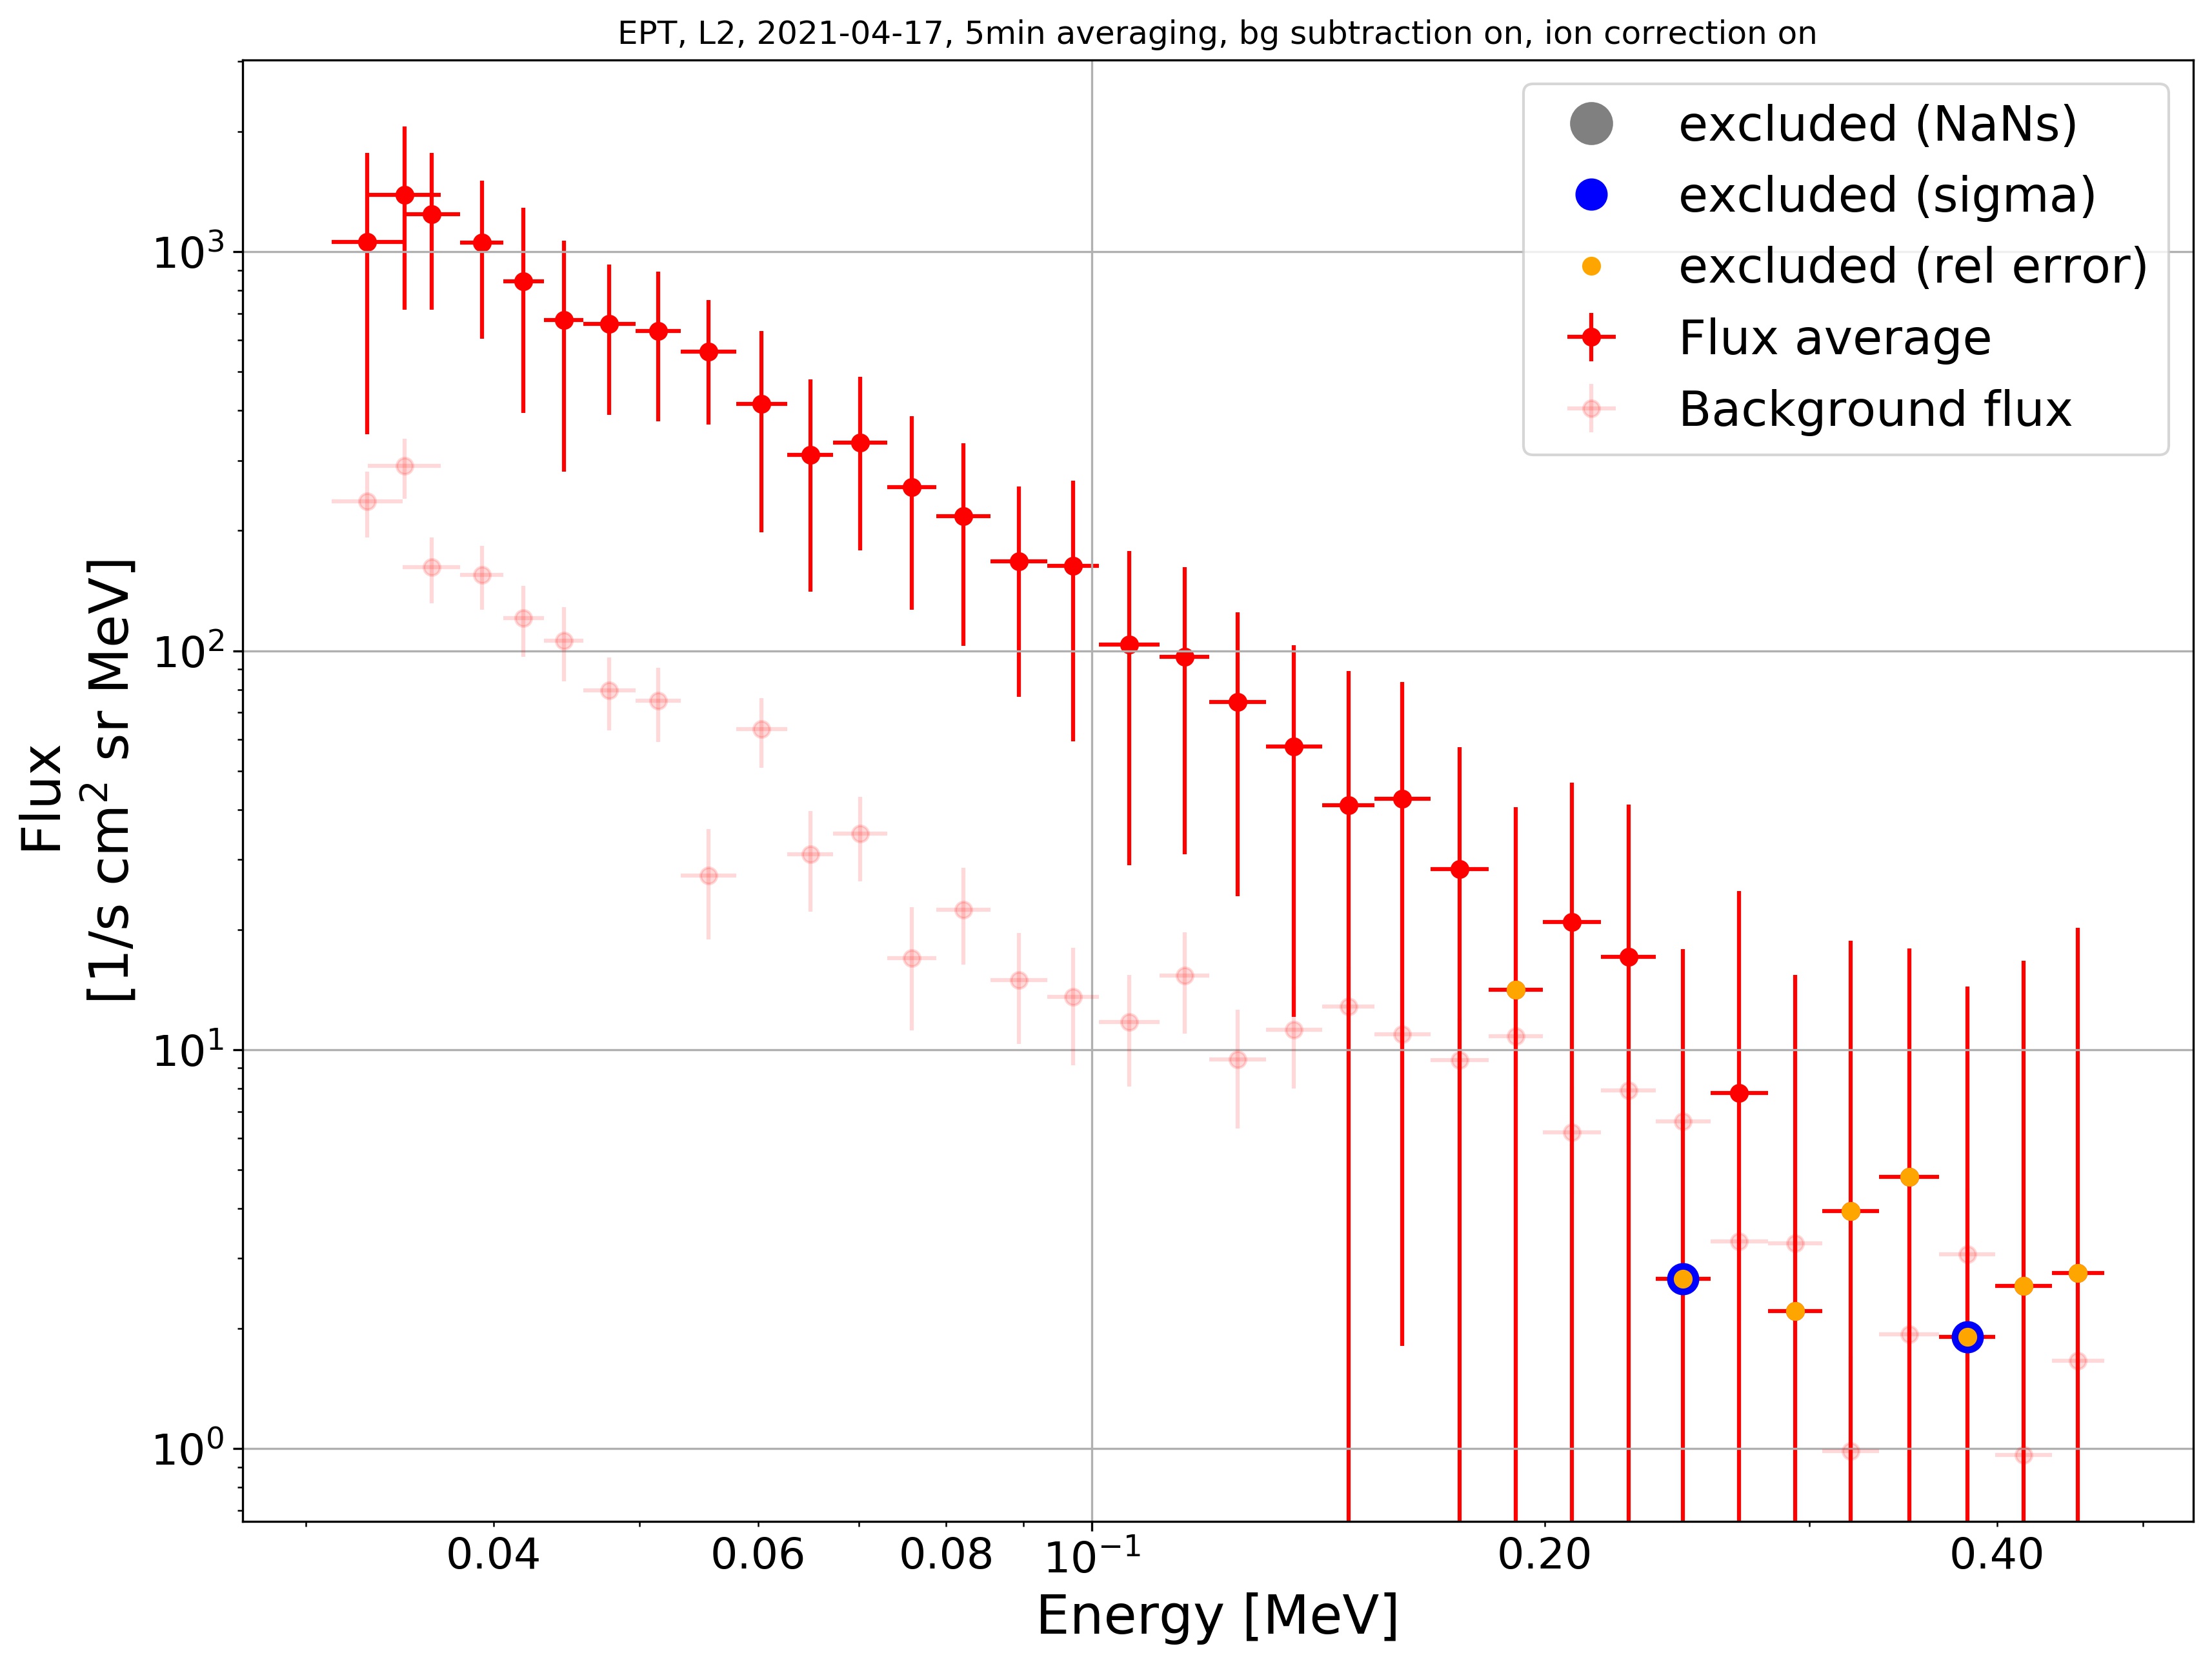 EPT, L2, 2021-04-17, 5min averaging, bg subtraction on, ion correction on
excluded (NaNs)
excluded (sigma)
excluded (rel error)
Flux average
Background flux
Flux
[1/s cm² sr MeV]
10³
10²
10¹
10⁰
0.04 0.06 0.08 10⁻¹ 0.20 0.40
Energy [MeV]